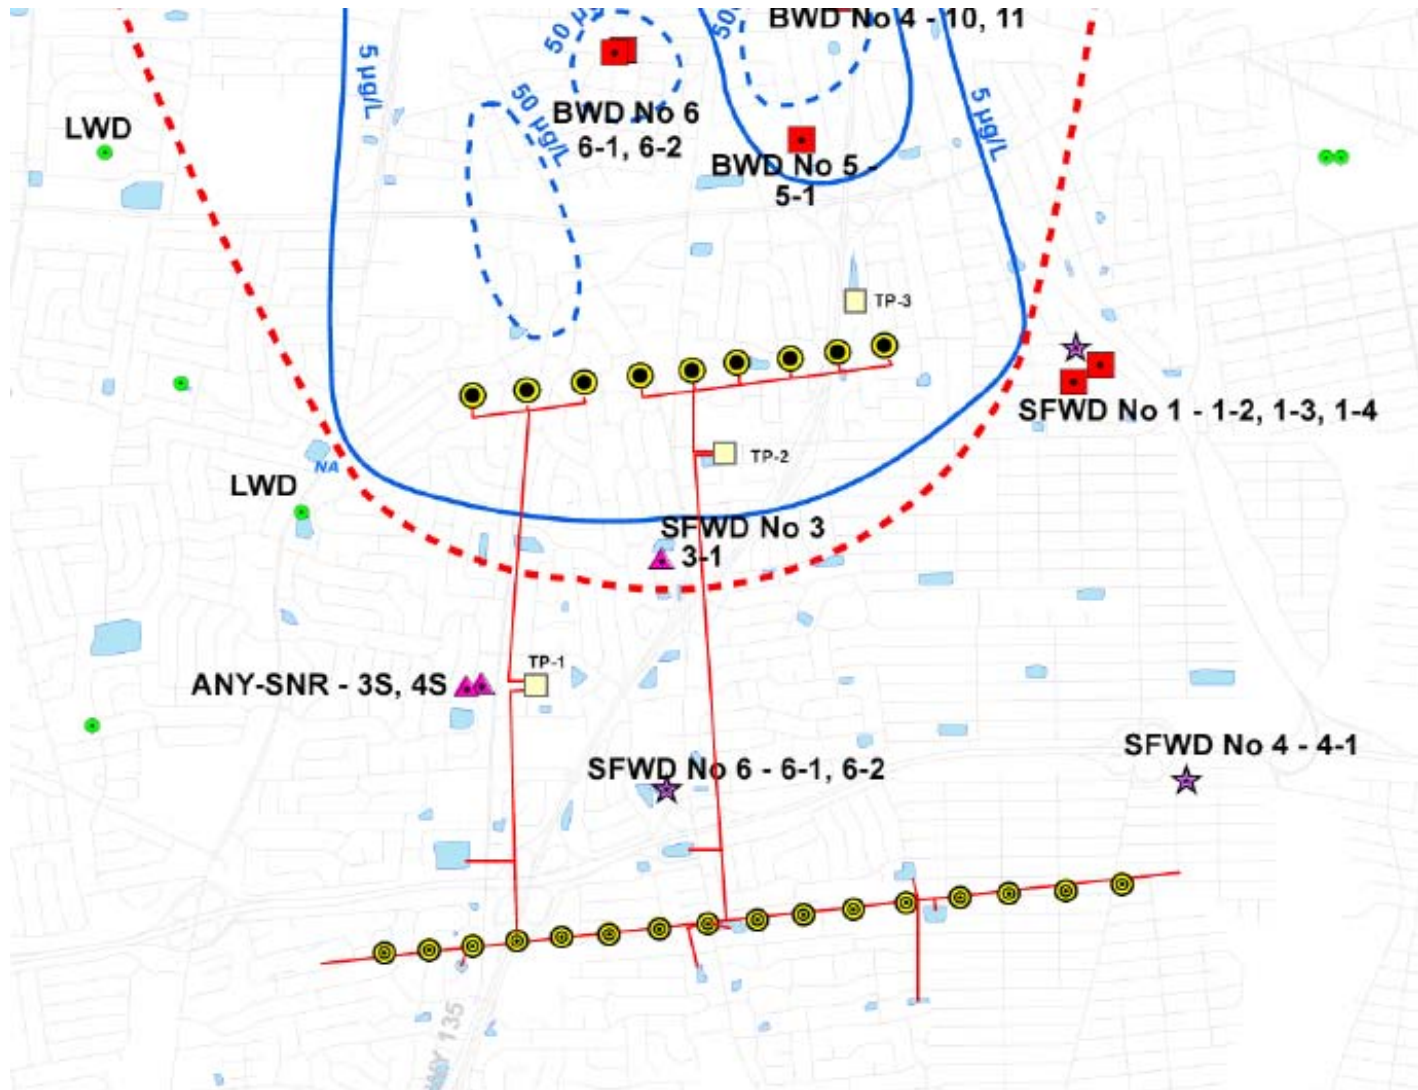 BWD No 4 - 10, 11
50 µg
50
5 µg/L
5 µg/L
50 µg/L
LWD
BWD No 6
6-1, 6-2
BWD No 5 -
5-1
TP-3
SFWD No 1 - 1-2, 1-3, 1-4
TP-2
NA
LWD
SFWD No 3
3-1
TP-1
ANY-SNR - 3S, 4S
SFWD No 4 - 4-1
SFWD No 6 - 6-1, 6-2
135